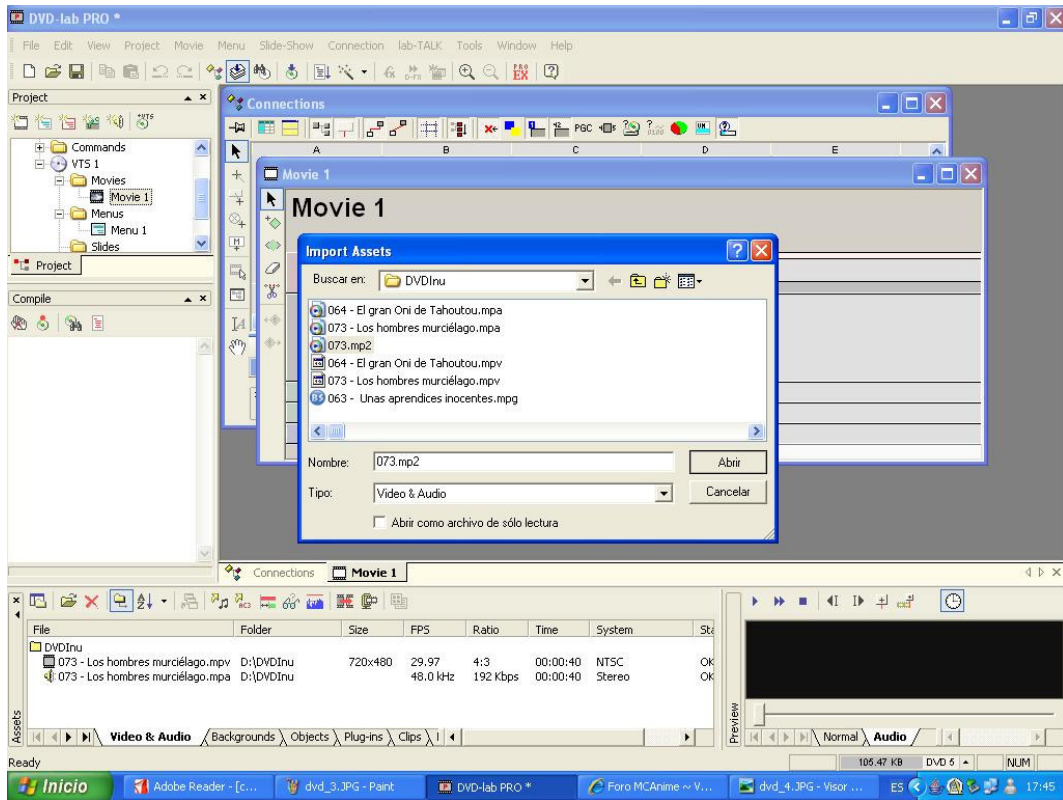 DVD-lab PRO *
File Edit View Project Movie Menu Slide-Show Connection lab-TALK Tools Window Help
Project
Commands
VTS 1
Movies
Movie 1
Menus
Menu 1
Slides
Project
Compile
Connections
PGC
A B C D E
Movie 1
Movie 1
Import Assets
Buscar en: DVDInu
064 - El gran Oni de Tahoutou.mpa
073 - Los hombres murciélago.mpa
073.mp2
064 - El gran Oni de Tahoutou.mpv
073 - Los hombres murciélago.mpv
063 - Unas aprendices inocentes.mpg
Nombre: 073.mp2 Abrir
Tipo: Video & Audio Cancelar
Abrir como archivo de sólo lectura
Connections Movie 1
File Folder Size FPS Ratio Time System Sta
DVDInu
073 - Los hombres murciélago.mpv D:\DVDInu 720x480 29.97 4:3 00:00:40 NTSC OK
073 - Los hombres murciélago.mpa D:\DVDInu 48.0 kHz 192 Kbps 00:00:40 Stereo OK
Assets
Video & Audio Backgrounds Objects Plug-ins Clips
Preview
Normal Audio
Ready 105.47 KB DVD 5 NUM
Inicio Adobe Reader - [c... dvd_3.JPG - Paint DVD-lab PRO * Foro MCAnime ~ V... dvd_4.JPG - Visor ... ES 17:45